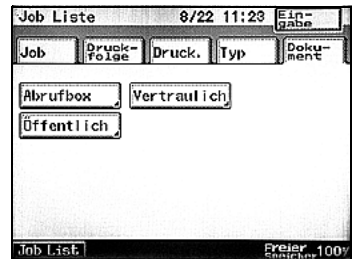 Job Liste 8/22 11:23 Ein-gabe
Job Druck-folge Druck. Typ Doku-ment
Abrufbox Vertraulich
Öffentlich
Job List. Freier Speicher 100%